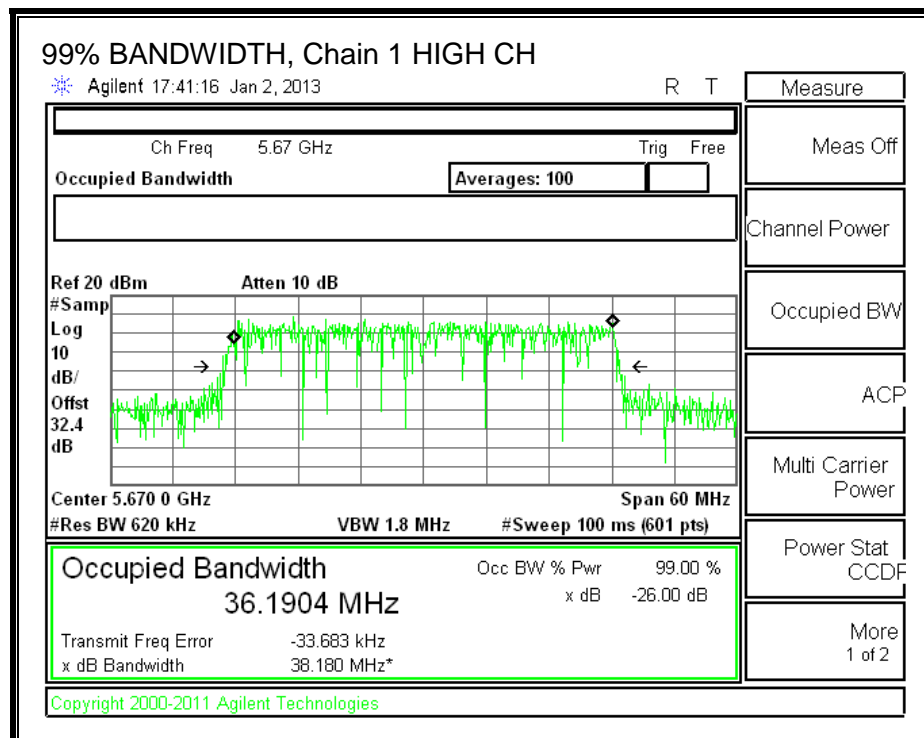 99% BANDWIDTH, Chain 1 HIGH CH
Agilent 17:41:16 Jan 2, 2013 R T
Measure
Ch Freq 5.67 GHz Trig Free
Occupied Bandwidth Averages: 100
Ref 20 dBm Atten 10 dB
#Samp
Log
10
dB/
Offst
32.4
dB
Center 5.670 0 GHz Span 60 MHz
#Res BW 620 kHz VBW 1.8 MHz #Sweep 100 ms (601 pts)
Occupied Bandwidth Occ BW % Pwr 99.00 %
36.1904 MHz x dB -26.00 dB
Transmit Freq Error -33.683 kHz
x dB Bandwidth 38.180 MHz*
Copyright 2000-2011 Agilent Technologies
Meas Off
Channel Power
Occupied BW
ACP
Multi Carrier
Power
Power Stat
CCDF
More
1 of 2